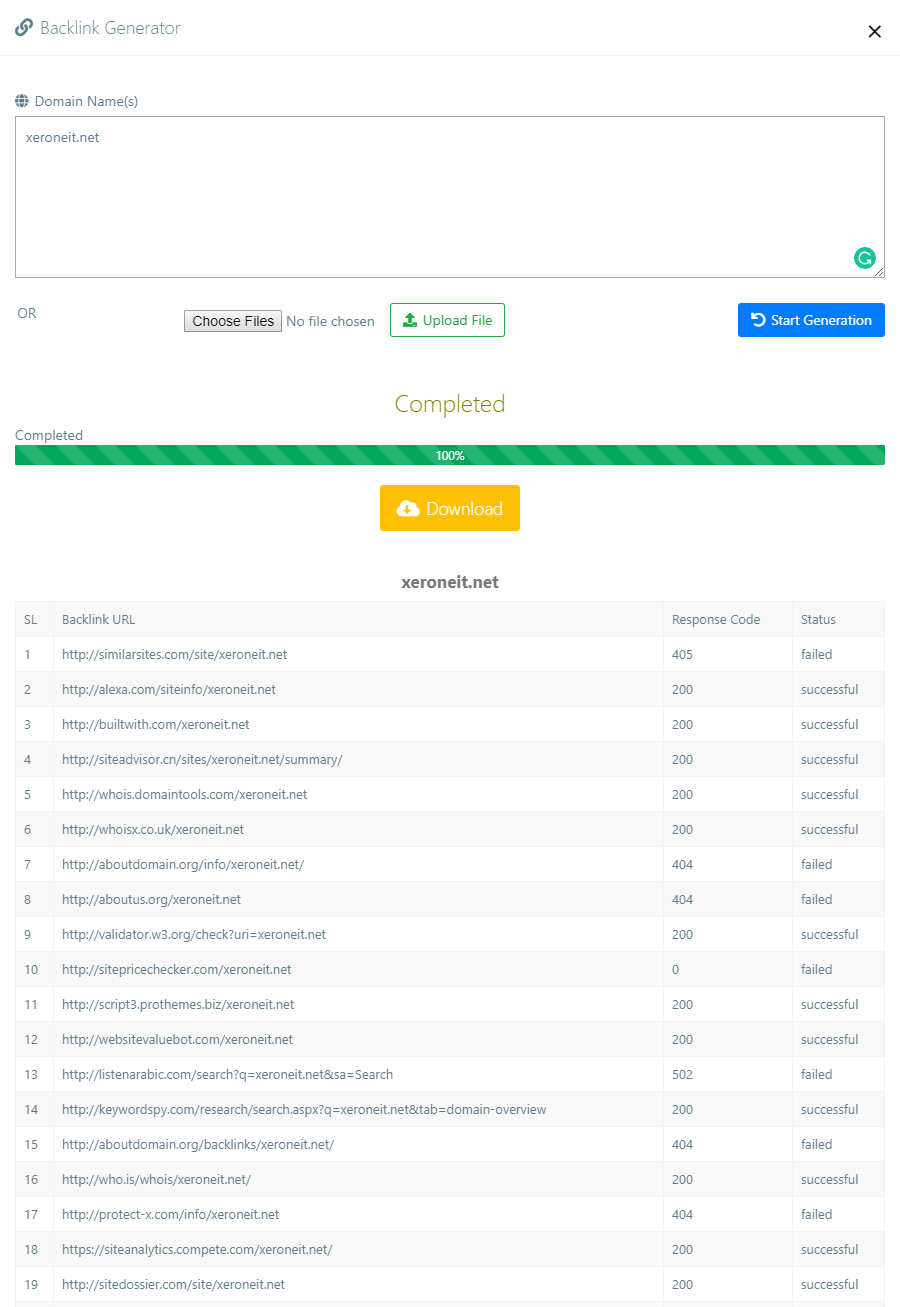 Backlink Generator
Domain Name(s)
xeroneit.net
OR
Choose Files No file chosen
Upload File
Start Generation
Completed
Completed
100%
Download
xeroneit.net
SL Backlink URL Response Code Status
1 http://similarsites.com/site/xeroneit.net 405 failed
2 http://alexa.com/siteinfo/xeroneit.net 200 successful
3 http://builtwith.com/xeroneit.net 200 successful
4 http://siteadvisor.cn/sites/xeroneit.net/summary/ 200 successful
5 http://whois.domaintools.com/xeroneit.net 200 successful
6 http://whoisx.co.uk/xeroneit.net 200 successful
7 http://aboutdomain.org/info/xeroneit.net/ 404 failed
8 http://aboutus.org/xeroneit.net 404 failed
9 http://validator.w3.org/check?uri=xeroneit.net 200 successful
10 http://sitepricechecker.com/xeroneit.net 0 failed
11 http://script3.prothemes.biz/xeroneit.net 200 successful
12 http://websitevaluebot.com/xeroneit.net 200 successful
13 http://listenarabic.com/search?q=xeroneit.net&sa=Search 502 failed
14 http://keywordspy.com/research/search.aspx?q=xeroneit.net&tab=domain-overview 200 successful
15 http://aboutdomain.org/backlinks/xeroneit.net/ 404 failed
16 http://who.is/whois/xeroneit.net/ 200 successful
17 http://protect-x.com/info/xeroneit.net 404 failed
18 https://siteanalytics.compete.com/xeroneit.net/ 200 successful
19 http://sitedossier.com/site/xeroneit.net 200 successful